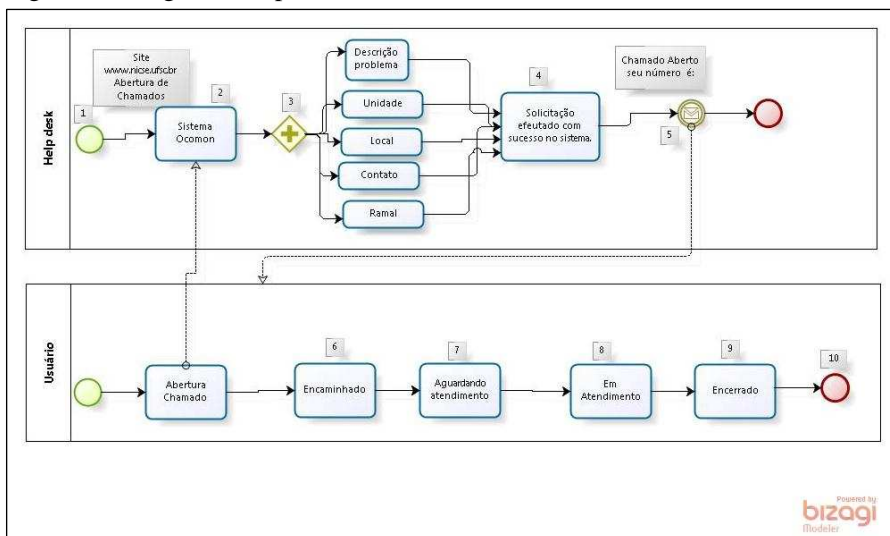 Help desk
Site
www.nicse.ufsc.br
Abertura de
Chamados
1
2
Sistema
Ocomon
3
Descrição
problema
Unidade
Local
Contato
Ramal
4
Solicitação
efeutado com
sucesso no sistema.
Chamado Aberto
seu número é:
5
Usuário
Abertura
Chamado
6
Encaminhado
7
Aguardando
atendimento
8
Em
Atendimento
9
Encerrado
10
Powered by
bizagi
Modeler